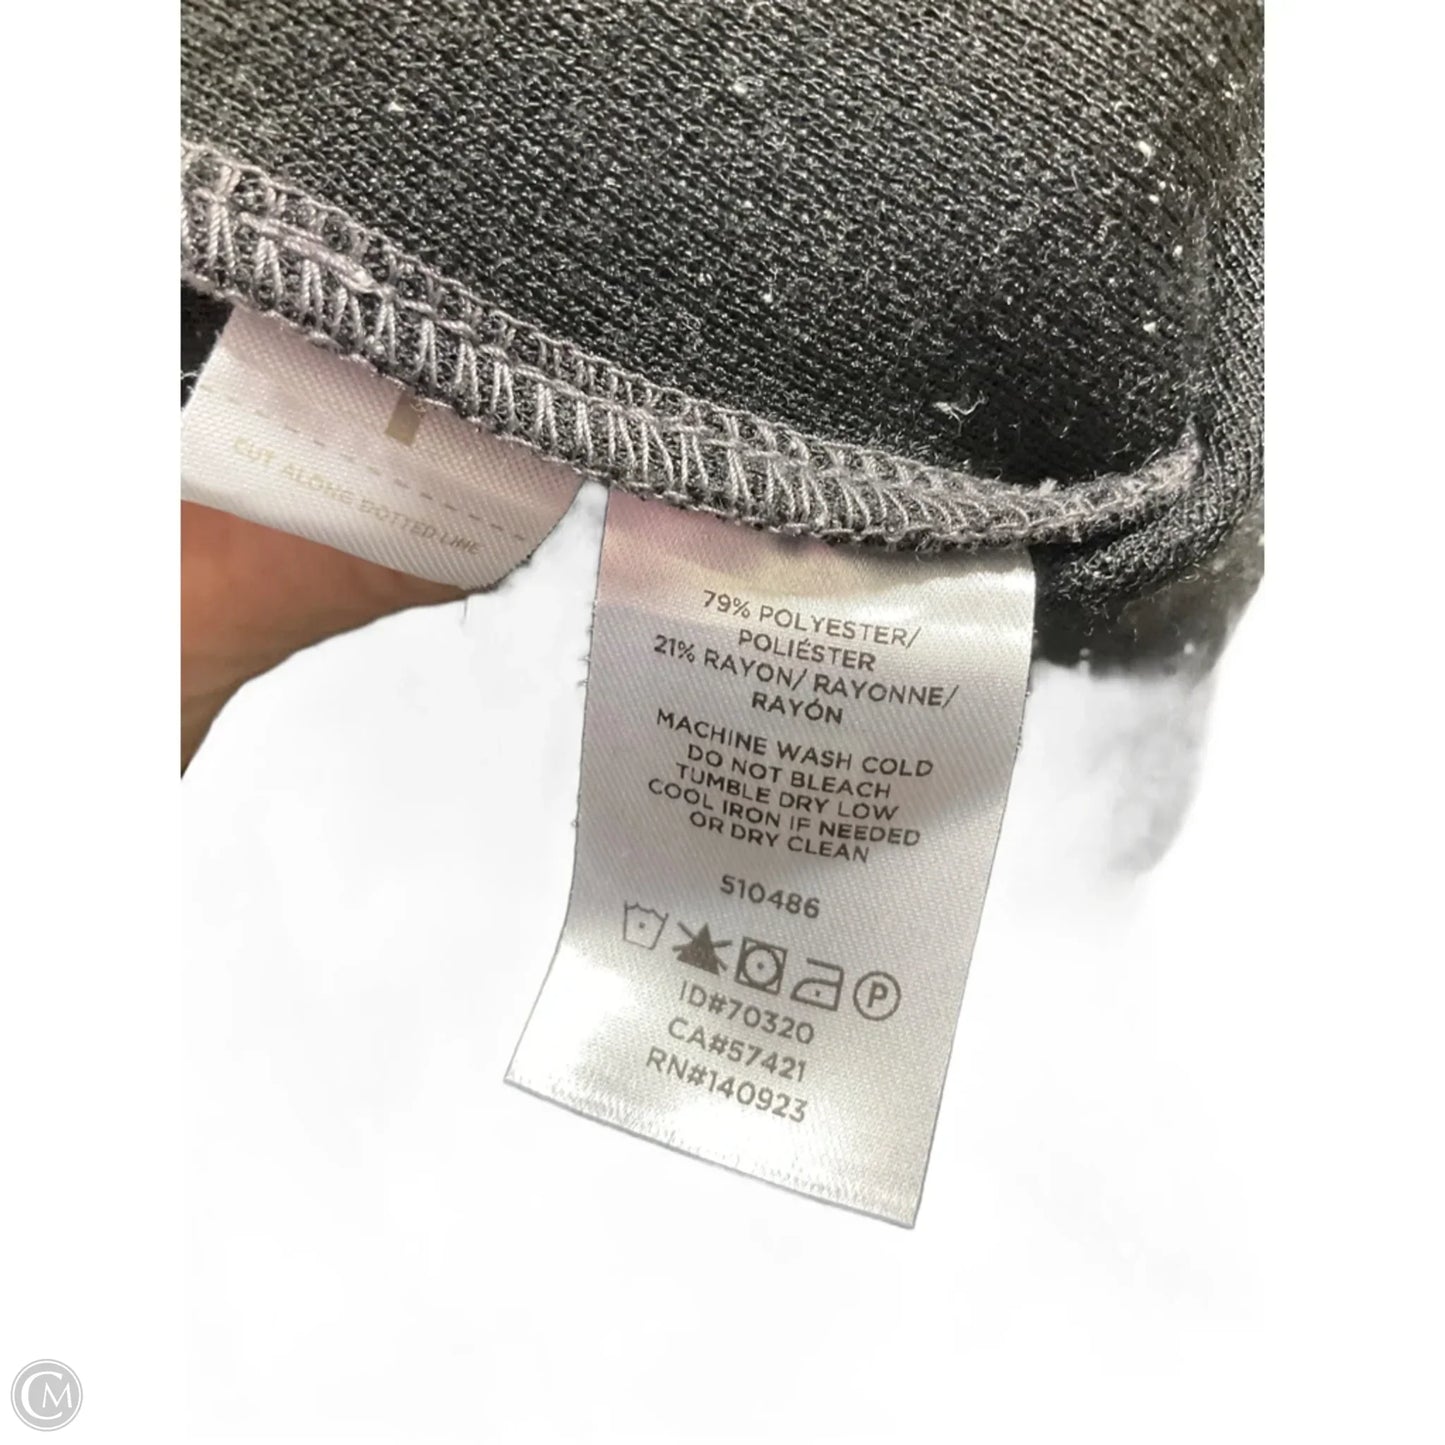 CUT ALONG DOTTED LINE
79% POLYESTER/
POLIÉSTER
21% RAYON/ RAYONNE/
RAYÓN
MACHINE WASH COLD
DO NOT BLEACH
TUMBLE DRY LOW
COOL IRON IF NEEDED
OR DRY CLEAN
510486
P
ID#70320
CA#57421
RN#140923
CM